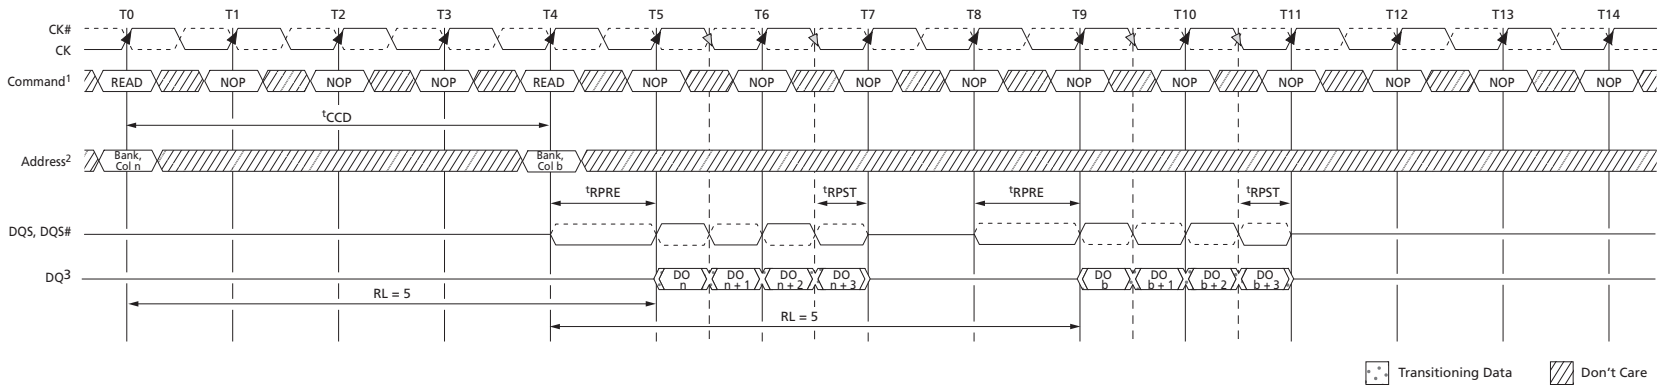 T0 T1 T2 T3 T4 T5 T6 T7 T8 T9 T10 T11 T12 T13 T14
CK#
CK
Command1 READ NOP NOP NOP READ NOP NOP NOP NOP NOP NOP NOP NOP NOP NOP
tCCD
Address2 Bank, Col n Bank, Col b
tRPRE tRPST tRPRE tRPST
DQS, DQS#
DQ3 DO n DO n + 1 DO n + 2 DO n + 3 DO b DO b + 1 DO b + 2 DO b + 3
RL = 5
RL = 5
Transitioning Data Don't Care